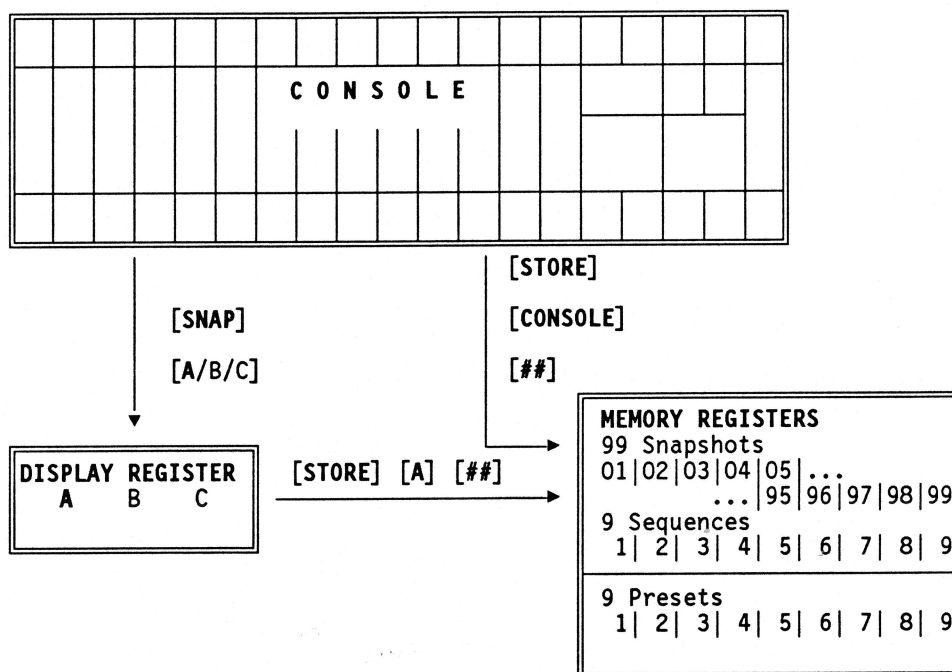 CONSOLE
[STORE]
[SNAP]
[CONSOLE]
[A/B/C]
[##]
DISPLAY REGISTER
A B C
[STORE] [A] [##]
MEMORY REGISTERS
99 Snapshots
01|02|03|04|05|...
...|95|96|97|98|99
9 Sequences
1| 2| 3| 4| 5| 6| 7| 8| 9
9 Presets
1| 2| 3| 4| 5| 6| 7| 8| 9